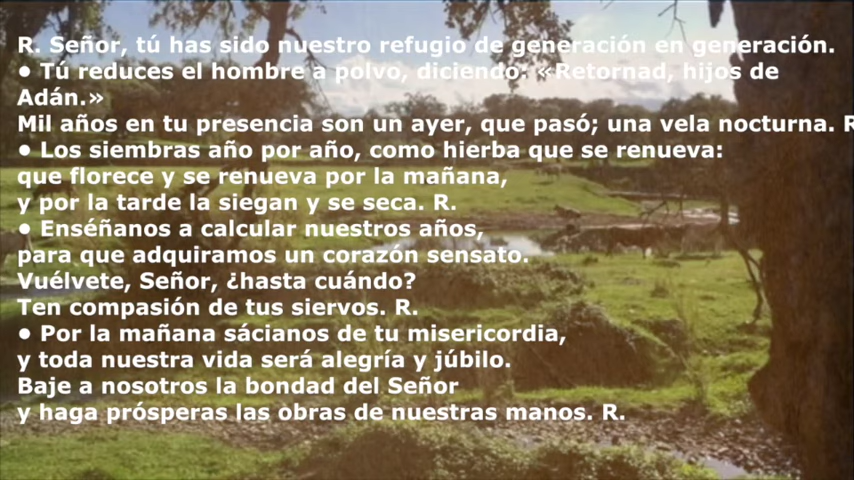 R. Señor, tú has sido nuestro refugio de generación en generación.
• Tú reduces el hombre a polvo, diciendo: «Retornad, hijos de
Adán.»
Mil años en tu presencia son un ayer, que pasó; una vela nocturna. R
• Los siembras año por año, como hierba que se renueva:
que florece y se renueva por la mañana,
y por la tarde la siegan y se seca. R.
• Enséñanos a calcular nuestros años,
para que adquiramos un corazón sensato.
Vuélvete, Señor, ¿hasta cuándo?
Ten compasión de tus siervos. R.
• Por la mañana sácianos de tu misericordia,
y toda nuestra vida será alegría y júbilo.
Baje a nosotros la bondad del Señor
y haga prósperas las obras de nuestras manos. R.